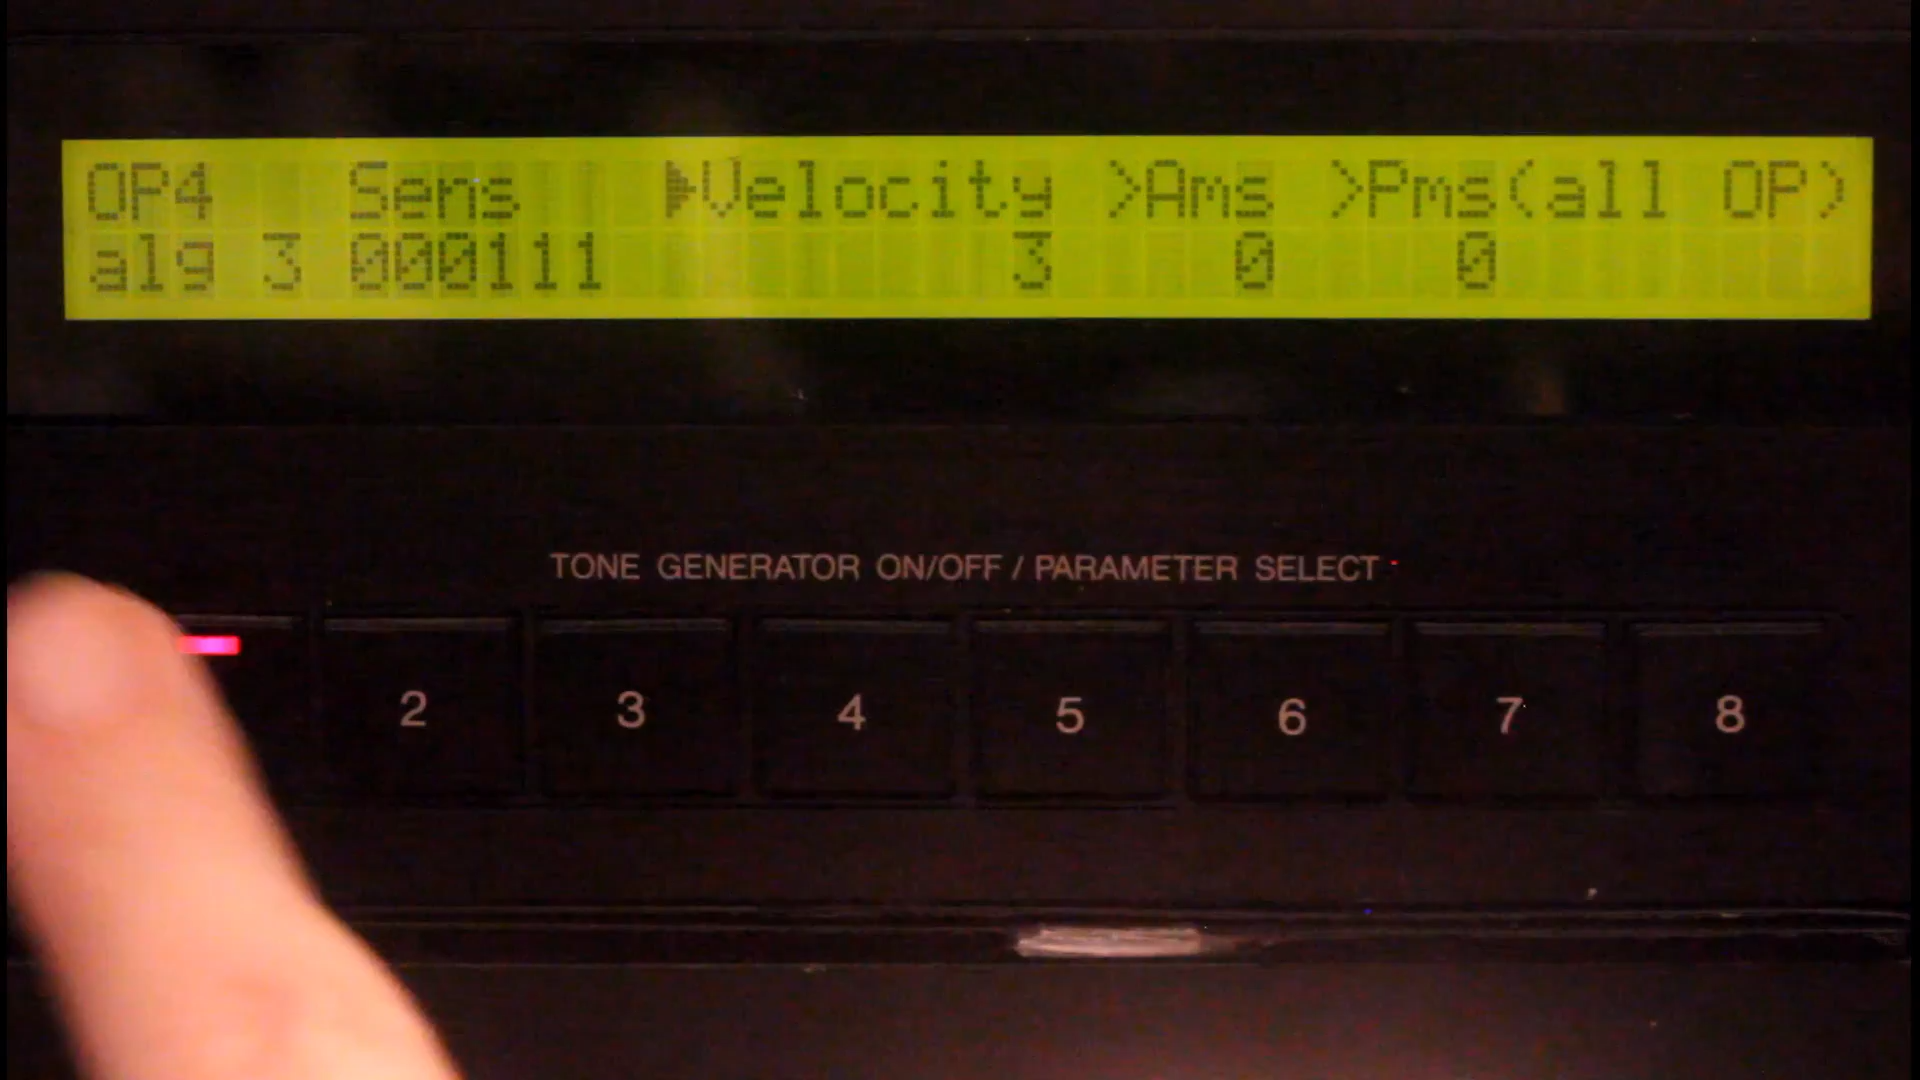 OP4 Sens ▶Velocity >Ams >Pms(all OP)
alg 3 000111 3 0 0
TONE GENERATOR ON/OFF / PARAMETER SELECT
2 3 4 5 6 7 8